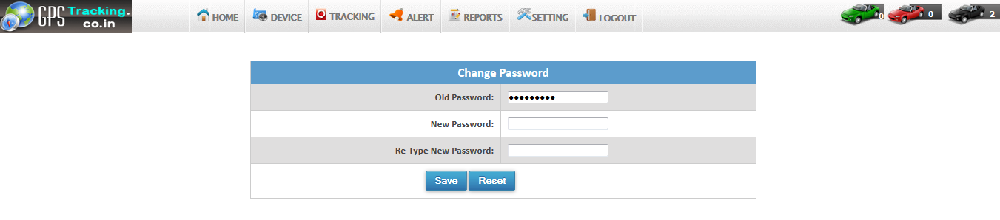 GPS Tracking.
co.in
HOME DEVICE TRACKING ALERT REPORTS SETTING LOGOUT 0 0 2
Change Password
Old Password: •••••••••
New Password:
Re-Type New Password:
Save Reset